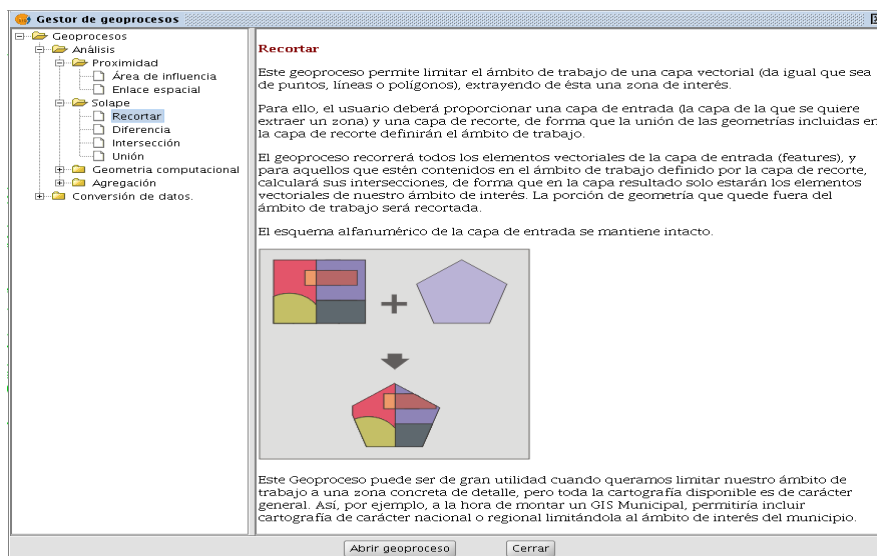 Gestor de geoprocesos
Geoprocesos
Análisis
Proximidad
Área de influencia
Enlace espacial
Solape
Recortar
Diferencia
Intersección
Unión
Geometria computacional
Agregación
Conversión de datos.
Recortar
Este geoproceso permite limitar el ámbito de trabajo de una capa vectorial (da igual que sea
de puntos, líneas o polígonos), extrayendo de ésta una zona de interés.
Para ello, el usuario deberá proporcionar una capa de entrada (la capa de la que se quiere
extraer un zona) y una capa de recorte, de forma que la unión de las geometrías incluidas en
la capa de recorte definirán el ámbito de trabajo.
El geoproceso recorrerá todos los elementos vectoriales de la capa de entrada (features), y
para aquellos que estén contenidos en el ámbito de trabajo definido por la capa de recorte,
calculará sus intersecciones, de forma que en la capa resultado solo estarán los elementos
vectoriales de nuestro ámbito de interés. La porción de geometría que quede fuera del
ámbito de trabajo será recortada.
El esquema alfanumérico de la capa de entrada se mantiene intacto.
Este Geoproceso puede ser de gran utilidad cuando queramos limitar nuestro ámbito de
trabajo a una zona concreta de detalle, pero toda la cartografía disponible es de carácter
general. Así, por ejemplo, a la hora de montar un GIS Municipal, permitiría incluir
cartografía de carácter nacional o regional limitándola al ámbito de interés del municipio.
Abrir geoproceso
Cerrar